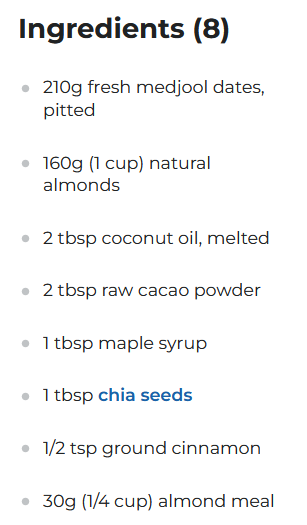 Ingredients (8)
210g fresh medjool dates,
pitted
160g (1 cup) natural
almonds
2 tbsp coconut oil, melted
2 tbsp raw cacao powder
1 tbsp maple syrup
1 tbsp chia seeds
1/2 tsp ground cinnamon
30g (1/4 cup) almond meal